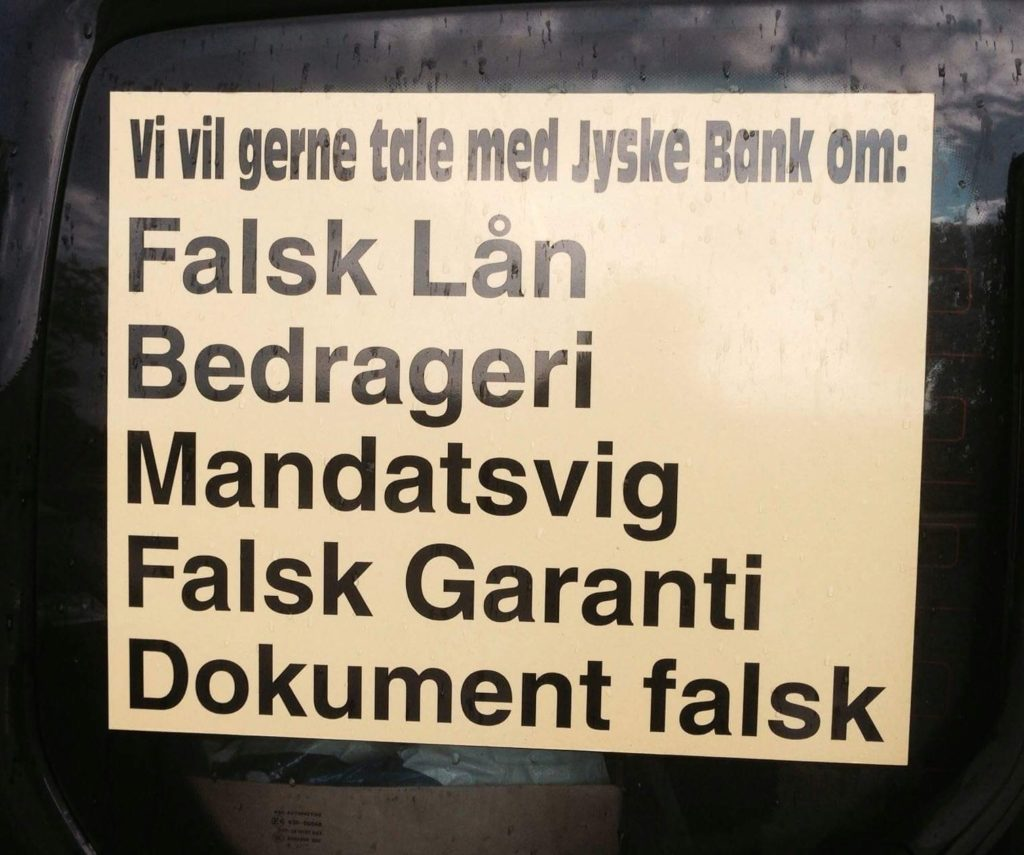 Vi vil gerne tale med Jyske Bank om:
Falsk Lån
Bedrageri
Mandatsvig
Falsk Garanti
Dokument falsk